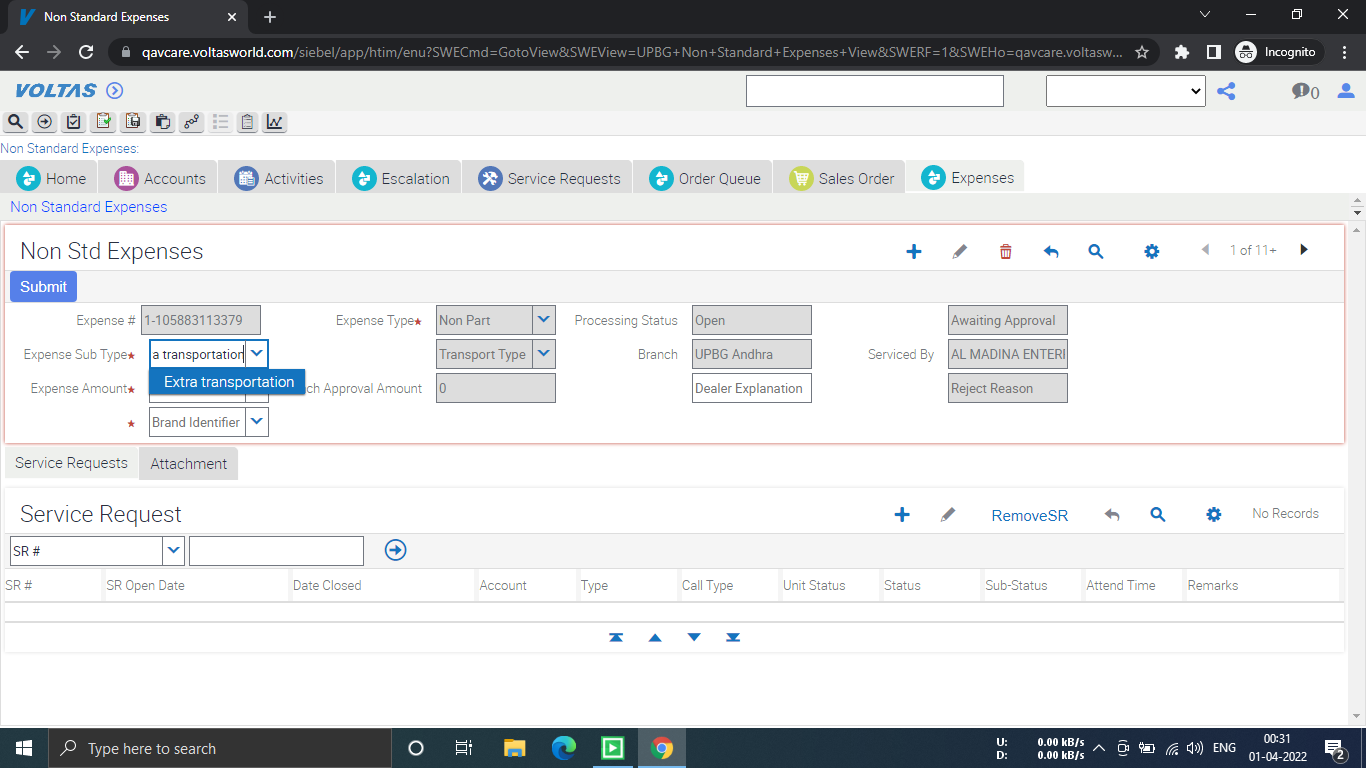 Non Standard Expenses
qavcare.voltasworld.com/siebel/app/htim/enu?SWECmd=GotoView&SWEView=UPBG+Non+Standard+Expenses+View&SWERF=1&SWEHo=qavcare.voltasw...
Incognito
VOLTAS
0
Non Standard Expenses:
Home
Accounts
Activities
Escalation
Service Requests
Order Queue
Sales Order
Expenses
Non Standard Expenses
Non Std Expenses
1 of 11+
Submit
Expense # 1-105883113379 Expense Type* Non Part Processing Status Open Awaiting Approval
Expense Sub Type* a transportation Transport Type Branch UPBG Andhra Serviced By AL MADINA ENTERI
Expense Amount* Extra transportation ch Approval Amount 0 Dealer Explanation Reject Reason
* Brand Identifier
Service Requests Attachment
Service Request
RemoveSR
No Records
SR #
SR # SR Open Date Date Closed Account Type Call Type Unit Status Status Sub-Status Attend Time Remarks
Type here to search
U: 0.00 kB/s
D: 0.00 kB/s
ENG
00:31
01-04-2022
2